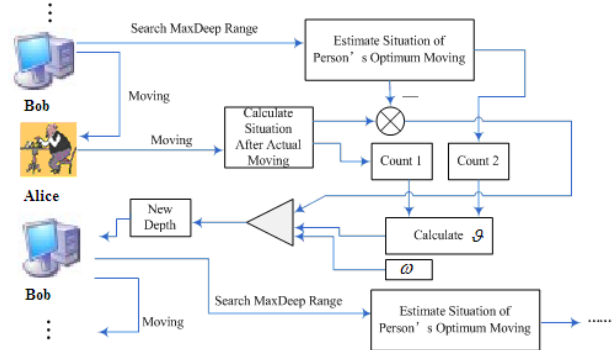 Search MaxDeep Range
Estimate Situation of
Person's Optimum Moving
Bob
Moving
Calculate
Situation
After Actual
Moving
Moving
Count 1
Count 2
Alice
New
Depth
Calculate ϑ
ω
Bob
Search MaxDeep Range
Moving
Estimate Situation of
Person's Optimum Moving
......